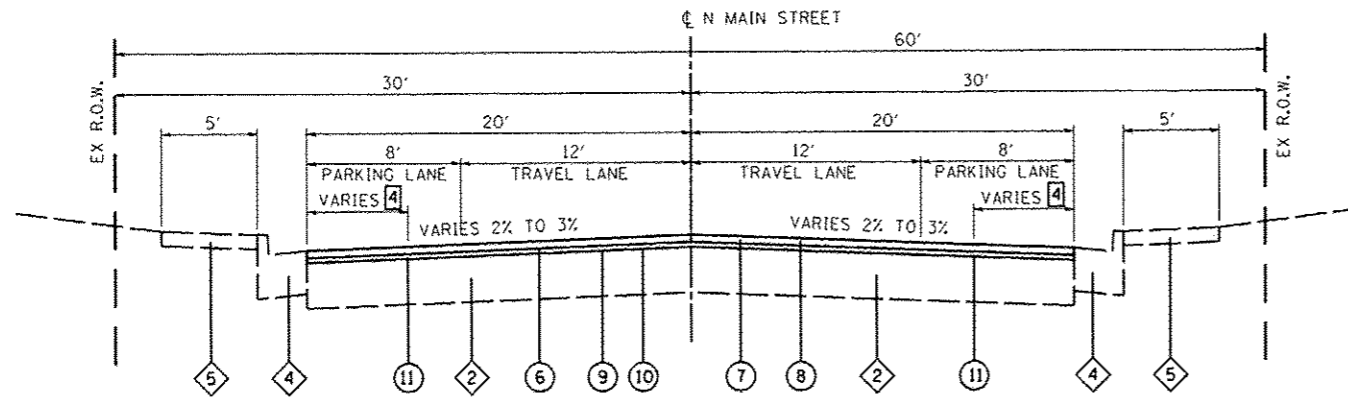 ℄ N MAIN STREET
60'
30' 30'
EX R.O.W. EX R.O.W.
5' 20' 20' 5'
8' 12' 12' 8'
PARKING LANE TRAVEL LANE TRAVEL LANE PARKING LANE
VARIES 4 VARIES 4
VARIES 2% TO 3% VARIES 2% TO 3%
5 4 11 2 6 9 10 7 8 2 11 4 5